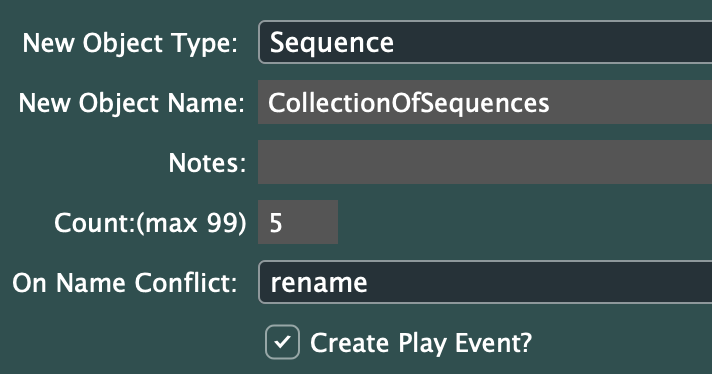 New Object Type: Sequence
New Object Name: CollectionOfSequences
Notes:
Count:(max 99) 5
On Name Conflict: rename
Create Play Event?